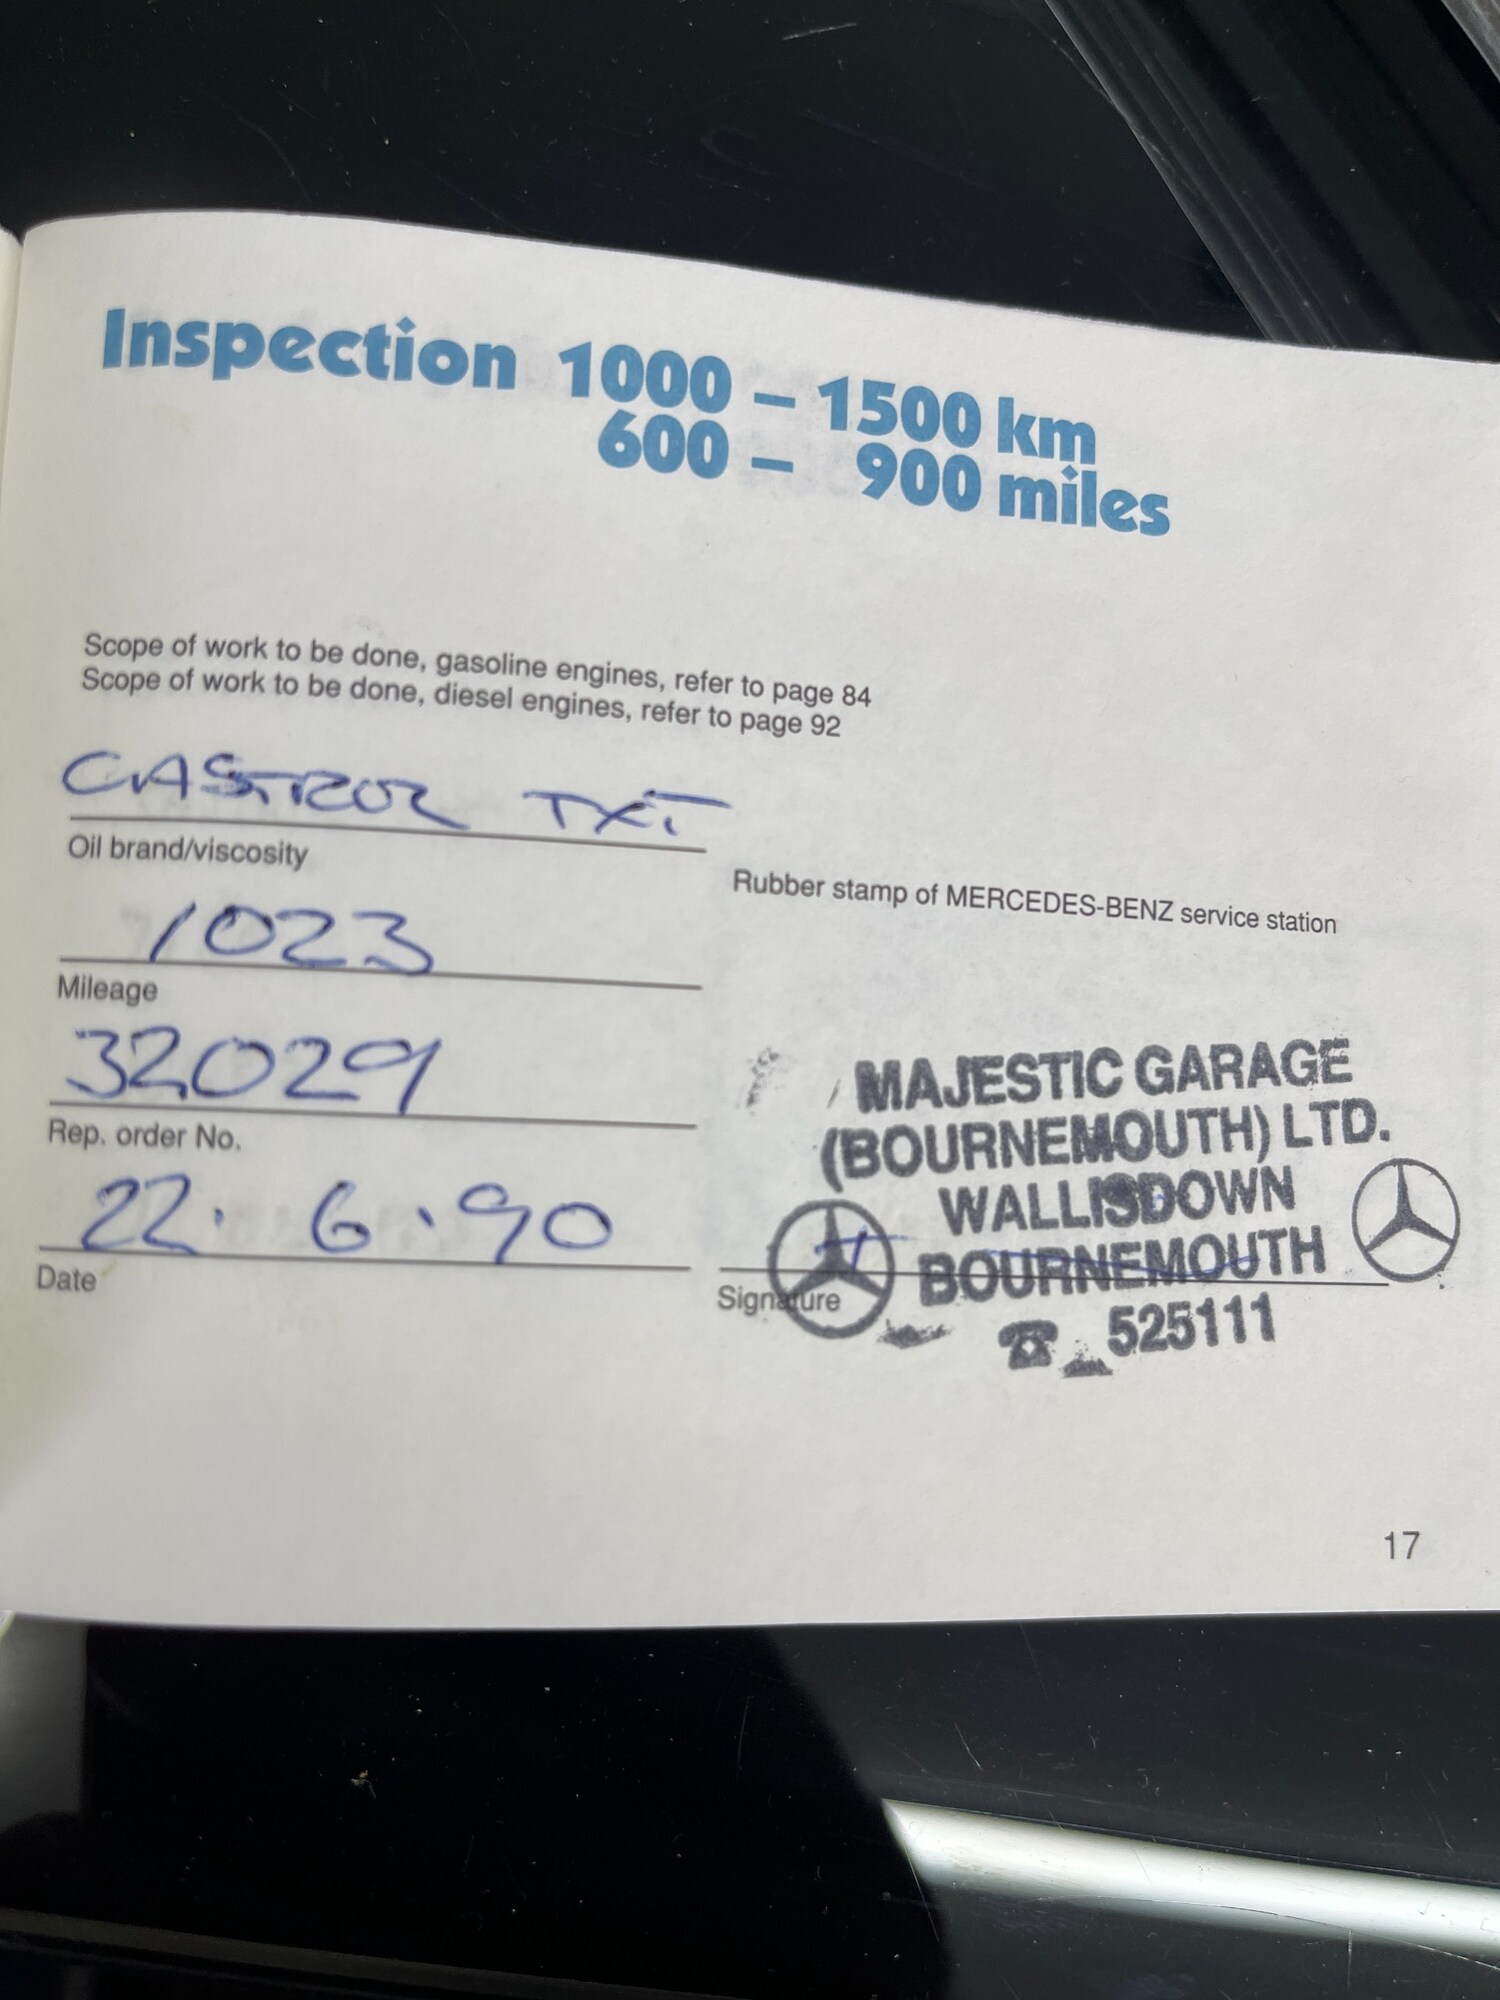 Inspection 1000 – 1500 km
600 – 900 miles
Scope of work to be done, gasoline engines, refer to page 84
Scope of work to be done, diesel engines, refer to page 92
CASTROL TXT
Oil brand/viscosity
Rubber stamp of MERCEDES-BENZ service station
1023
Mileage
32029
Rep. order No.
22.6.90
Date
MAJESTIC GARAGE
(BOURNEMOUTH) LTD.
WALLISDOWN
BOURNEMOUTH
☎ 525111
Signature
17